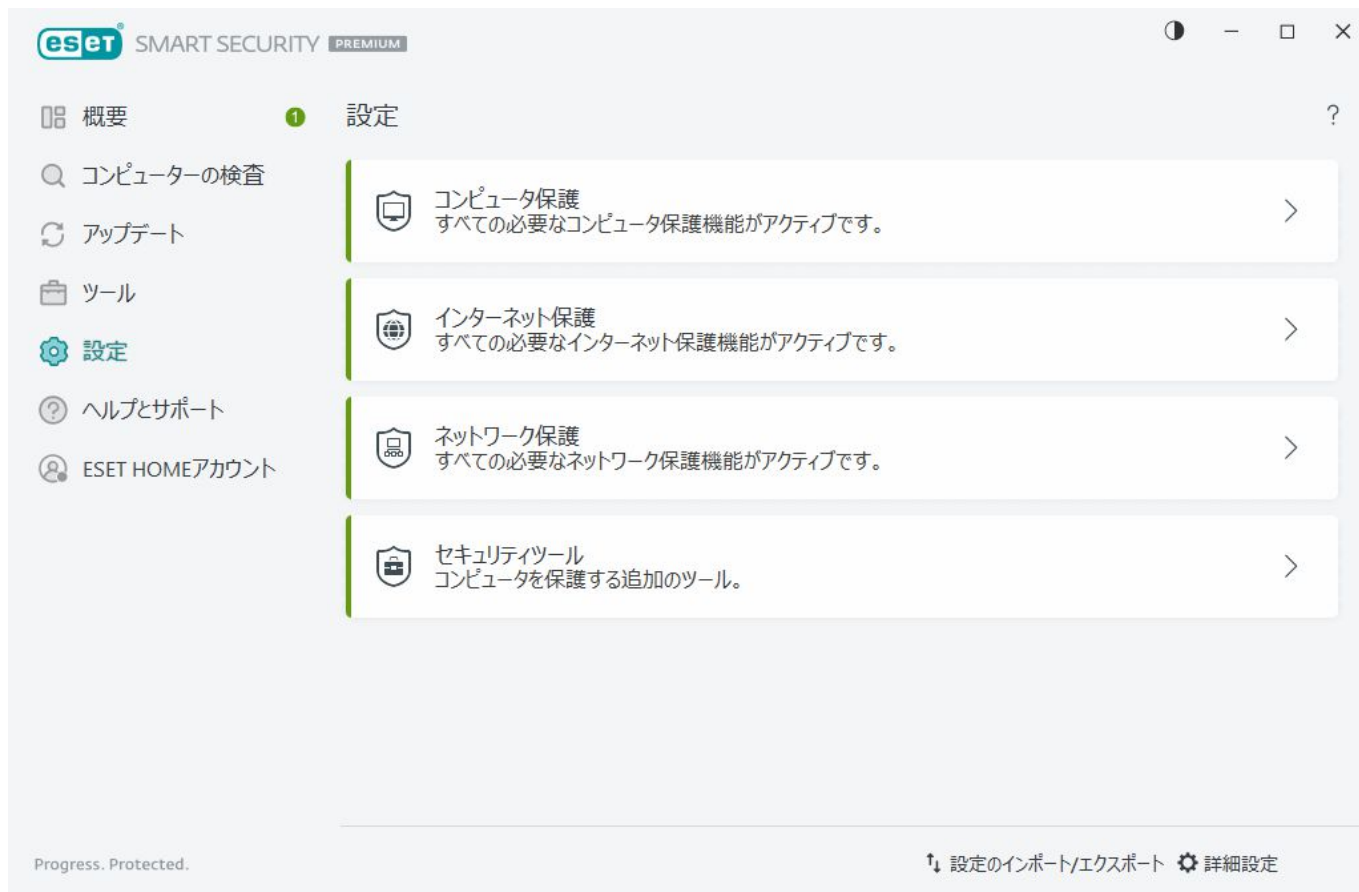 eset® SMART SECURITY PREMIUM
概要 1
コンピューターの検査
アップデート
ツール
設定
ヘルプとサポート
ESET HOMEアカウント
設定 ?
コンピュータ保護
すべての必要なコンピュータ保護機能がアクティブです。
インターネット保護
すべての必要なインターネット保護機能がアクティブです。
ネットワーク保護
すべての必要なネットワーク保護機能がアクティブです。
セキュリティツール
コンピュータを保護する追加のツール。
Progress. Protected.
設定のインポート/エクスポート 詳細設定